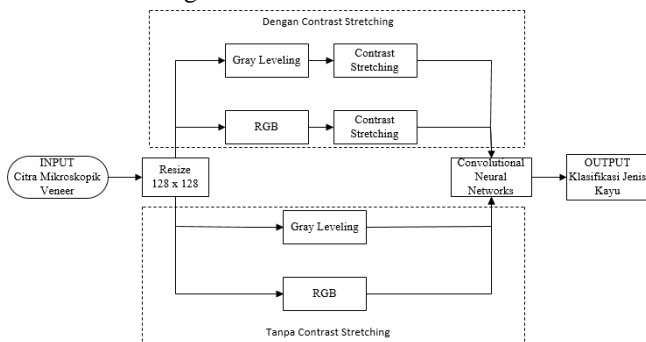 Dengan Contrast Stretching
Gray Leveling
Contrast
Stretching
RGB
Contrast
Stretching
INPUT
Citra Mikroskopik
Veneer
Resize
128 x 128
Convolutional
Neural
Networks
OUTPUT
Klasifikasi Jenis
Kayu
Gray Leveling
RGB
Tanpa Contrast Stretching